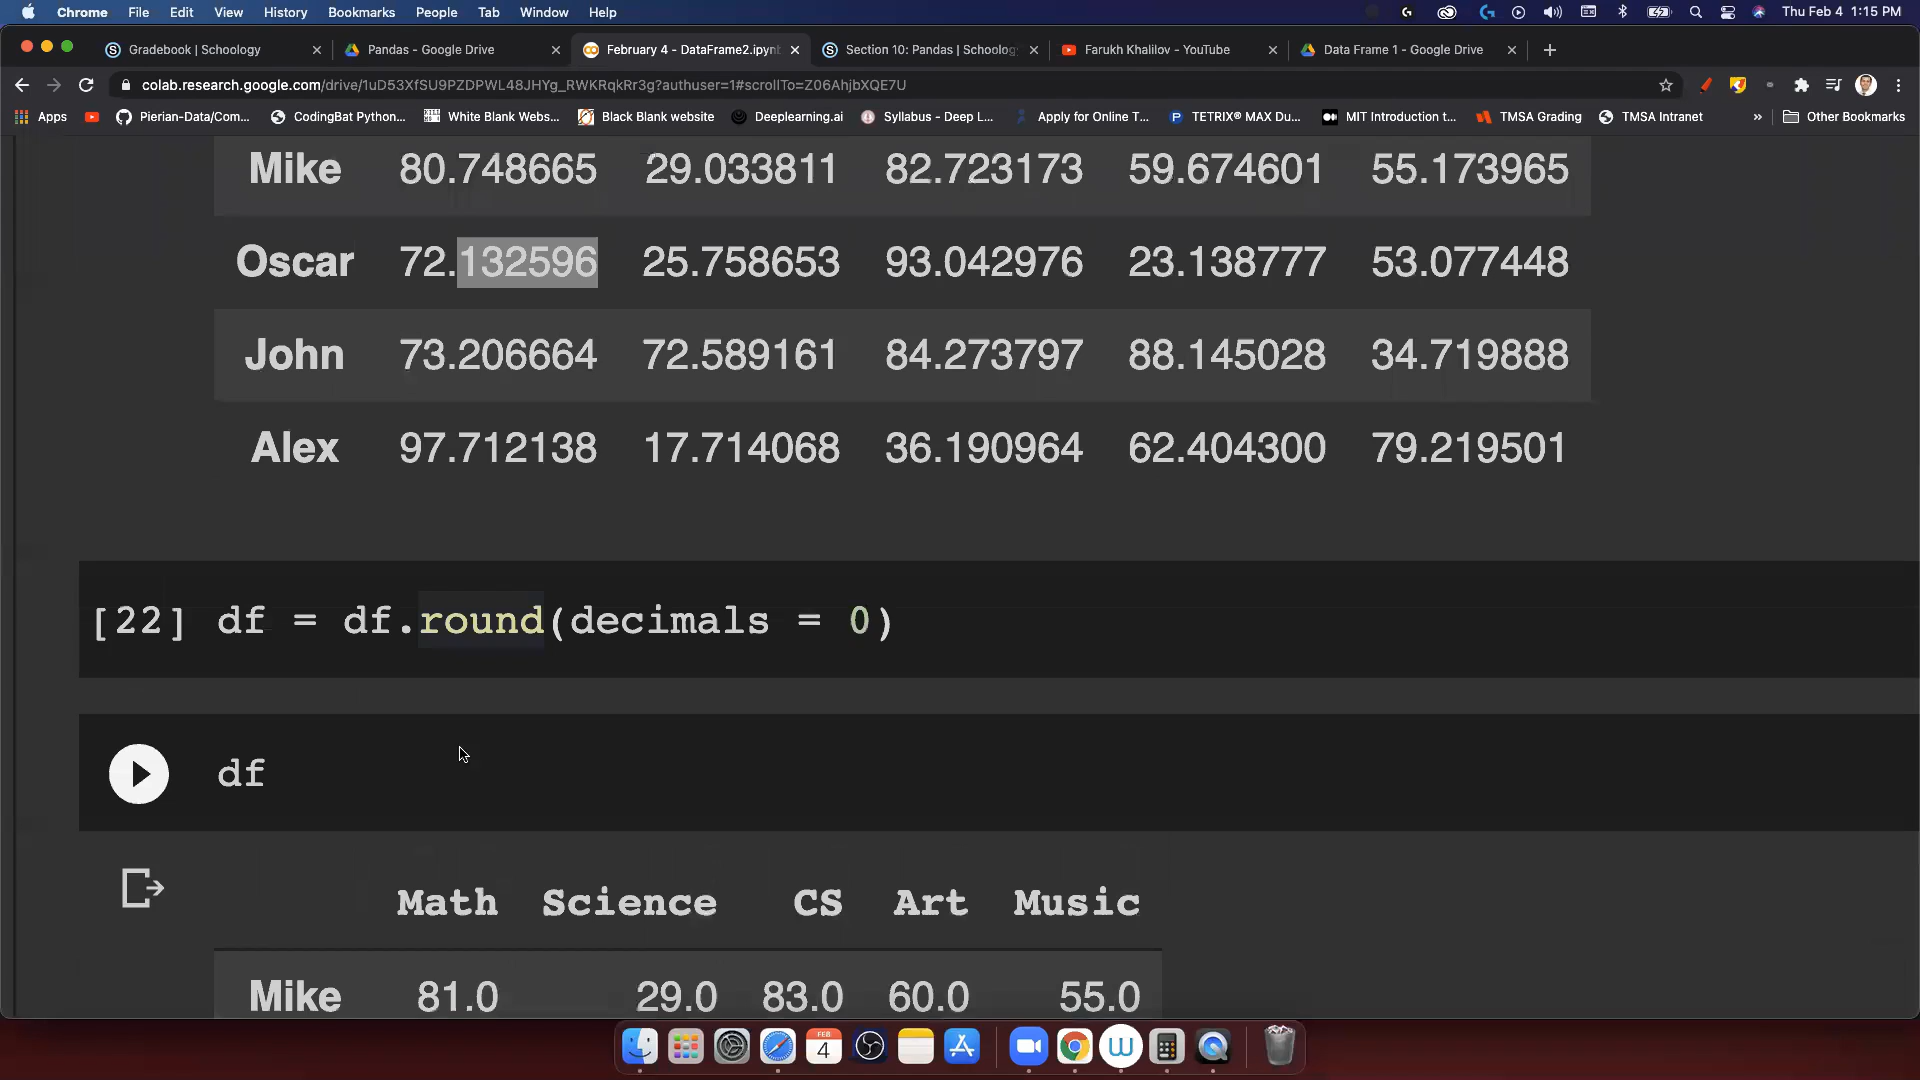 Chrome File Edit View History Bookmarks People Tab Window Help Thu Feb 4 1:15 PM
Gradebook | Schoology Pandas - Google Drive February 4 - DataFrame2.ipynb Section 10: Pandas | Schoology Farukh Khalilov - YouTube Data Frame 1 - Google Drive
colab.research.google.com/drive/1uD53XfSU9PZDPWL48JHYg_RWKRqkRr3g?authuser=1#scrollTo=Z06AhjbXQE7U
Apps Pierian-Data/Com... CodingBat Python... White Blank Webs... Black Blank website Deeplearning.ai Syllabus - Deep L... Apply for Online T... TETRIX® MAX Du... MIT Introduction t... TMSA Grading TMSA Intranet » Other Bookmarks
Mike 80.748665 29.033811 82.723173 59.674601 55.173965
Oscar 72.132596 25.758653 93.042976 23.138777 53.077448
John 73.206664 72.589161 84.273797 88.145028 34.719888
Alex 97.712138 17.714068 36.190964 62.404300 79.219501
[22] df = df.round(decimals = 0)
df
Math Science CS Art Music
Mike 81.0 29.0 83.0 60.0 55.0
FEB
4